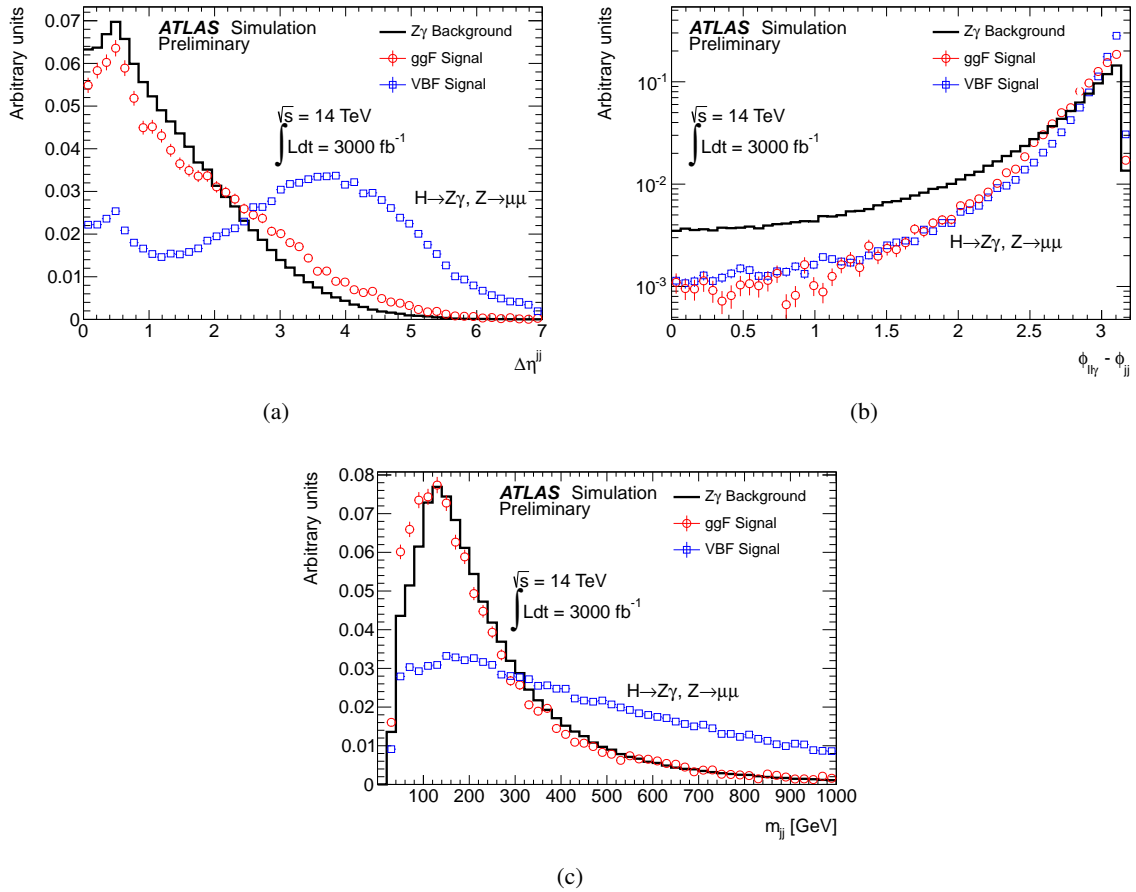 Arbitrary units
0.07
0.06
0.05
0.04
0.03
0.02
0.01
0
ATLAS Simulation
Preliminary
Zγ Background
ggF Signal
VBF Signal
√s = 14 TeV
∫ Ldt = 3000 fb⁻¹
H→Zγ, Z→μμ
0 1 2 3 4 5 6 7
Δη^jj
(a)
Arbitrary units
10⁻¹
10⁻²
10⁻³
ATLAS Simulation
Preliminary
Zγ Background
ggF Signal
VBF Signal
√s = 14 TeV
∫ Ldt = 3000 fb⁻¹
H→Zγ, Z→μμ
0 0.5 1 1.5 2 2.5 3
ϕ_llγ - ϕ_jj
(b)
Arbitrary units
0.08
0.07
0.06
0.05
0.04
0.03
0.02
0.01
0
ATLAS Simulation
Preliminary
Zγ Background
ggF Signal
VBF Signal
√s = 14 TeV
∫ Ldt = 3000 fb⁻¹
H→Zγ, Z→μμ
100 200 300 400 500 600 700 800 900 1000
m_jj [GeV]
(c)